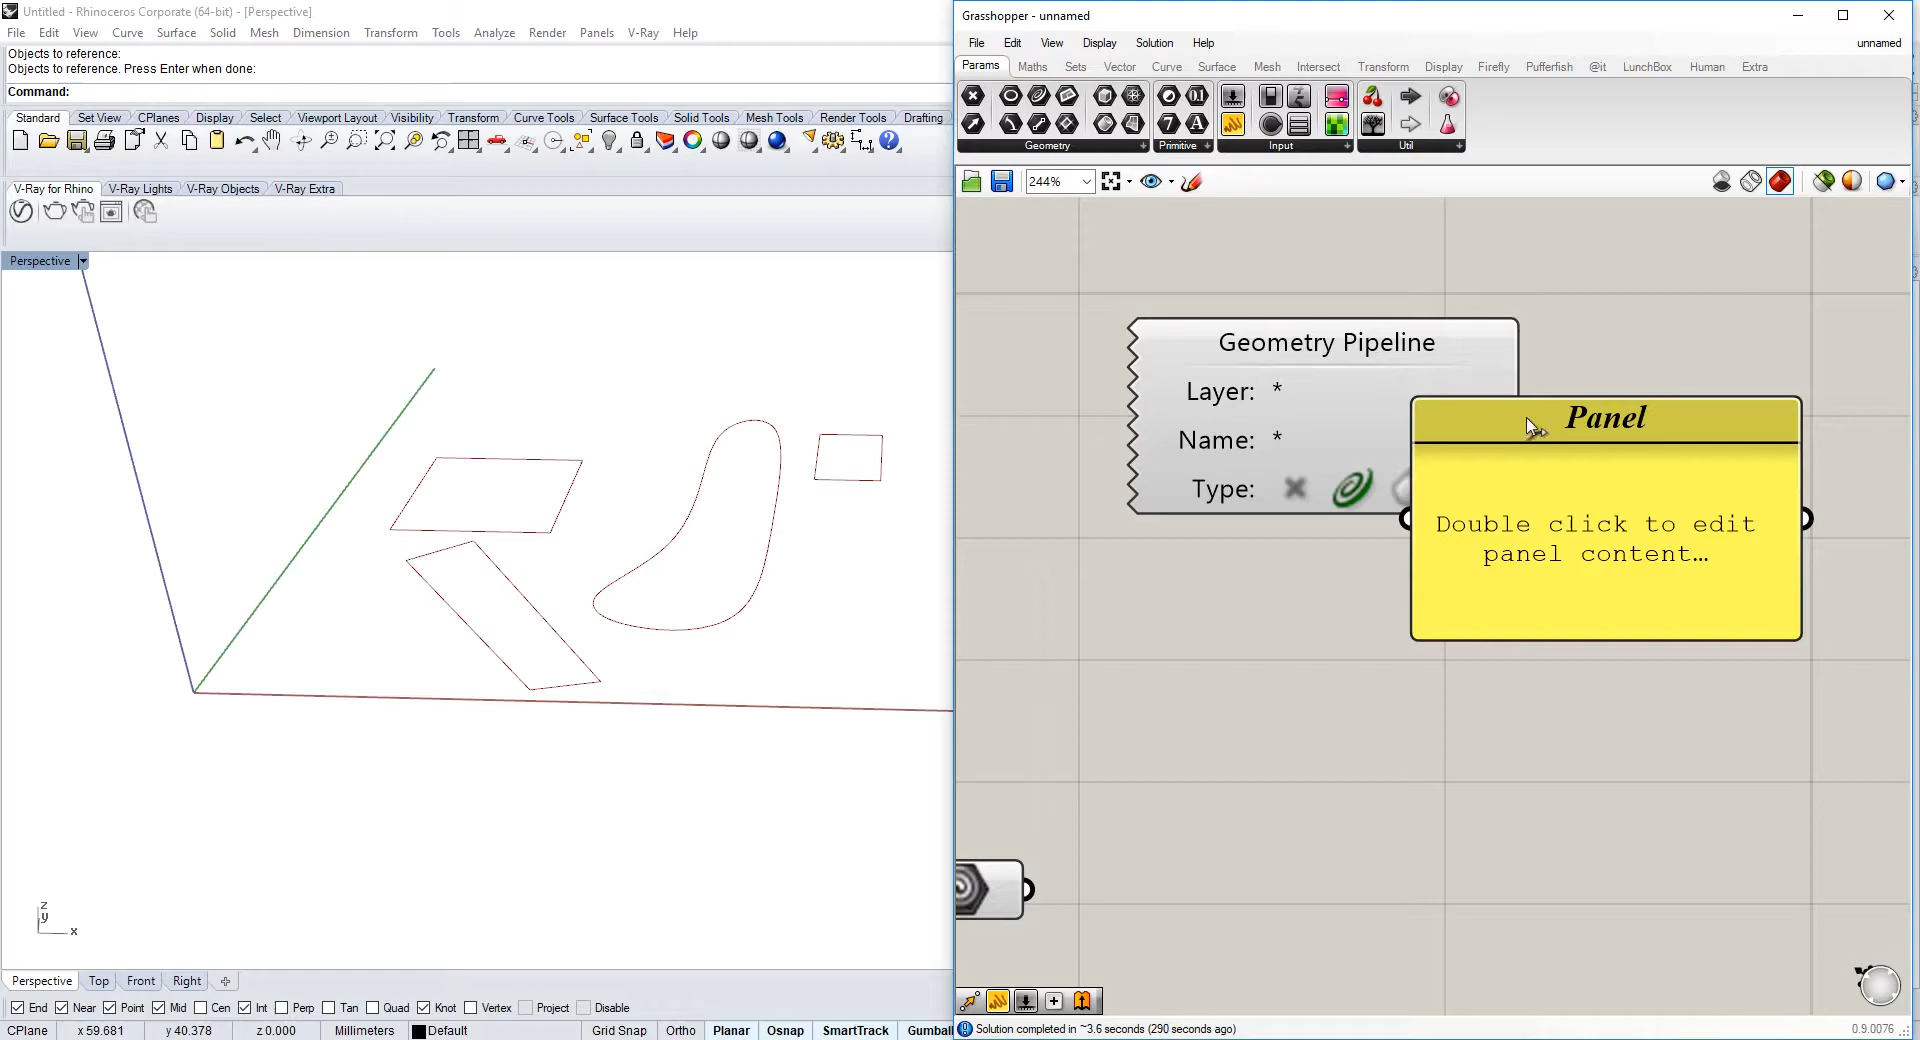 Untitled - Rhinoceros Corporate (64-bit) - [Perspective]
File Edit View Curve Surface Solid Mesh Dimension Transform Tools Analyze Render Panels V-Ray Help
Objects to reference:
Objects to reference. Press Enter when done:
Command:
Standard Set View CPlanes Display Select Viewport Layout Visibility Transform Curve Tools Surface Tools Solid Tools Mesh Tools Render Tools Drafting
V-Ray for Rhino V-Ray Lights V-Ray Objects V-Ray Extra
Perspective
z
y
x
Perspective Top Front Right
End Near Point Mid Cen Int Perp Tan Quad Knot Vertex Project Disable
CPlane x 59.681 y 40.378 z 0.000 Millimeters Default Grid Snap Ortho Planar Osnap SmartTrack Gumball
Grasshopper - unnamed
File Edit View Display Solution Help unnamed
Params Maths Sets Vector Curve Surface Mesh Intersect Transform Display Firefly Pufferfish @it LunchBox Human Extra
Geometry Primitive Input Util
244%
Geometry Pipeline
Layer: *
Name: *
Type:
Panel
Double click to edit
panel content…
Solution completed in ~3.6 seconds (290 seconds ago) 0.9.0076